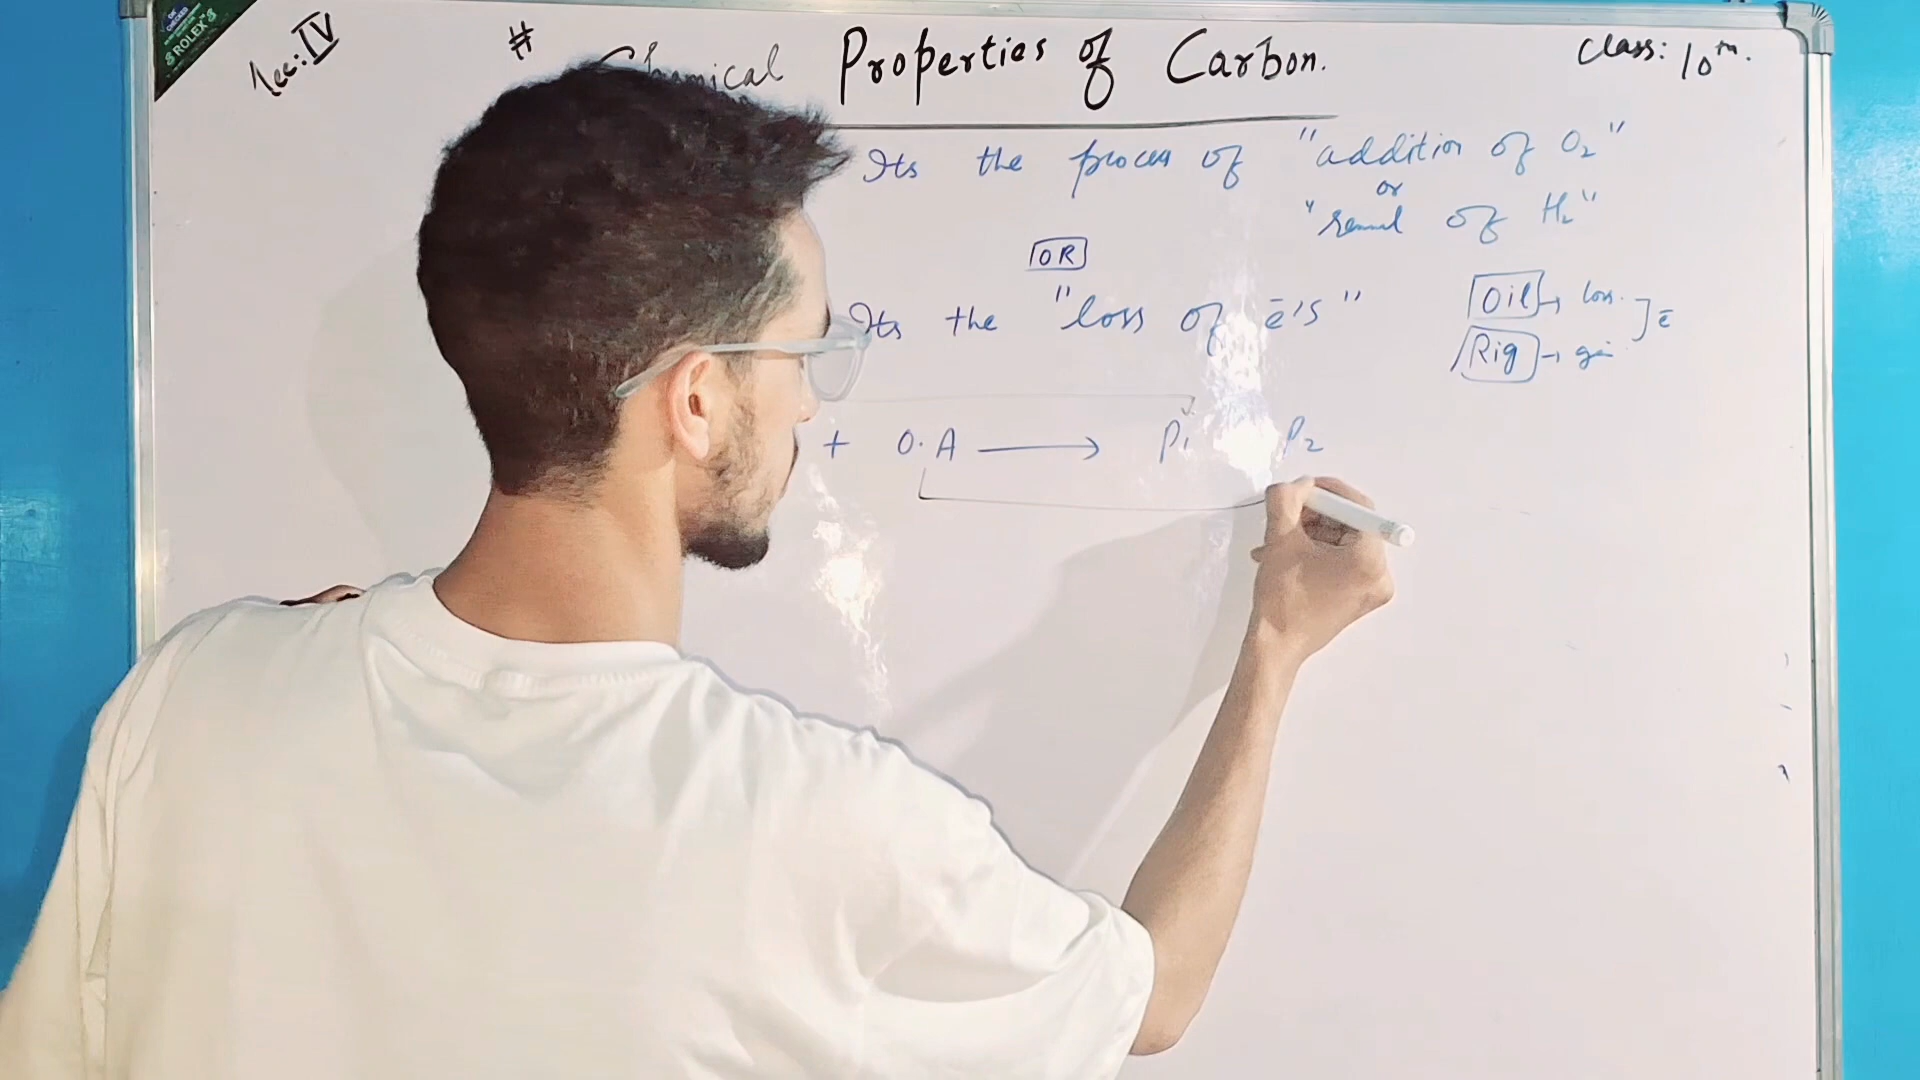 Lec: IV # Chemical Properties of Carbon. Class: 10th.
Its the process of "addition of O₂"
or
"removal of H₂"
OR
Its the "loss of ē's"
Oil → loss. ] ē
Rig → gain
+ O.A ⟶ P₁ P₂
ROLEX'S